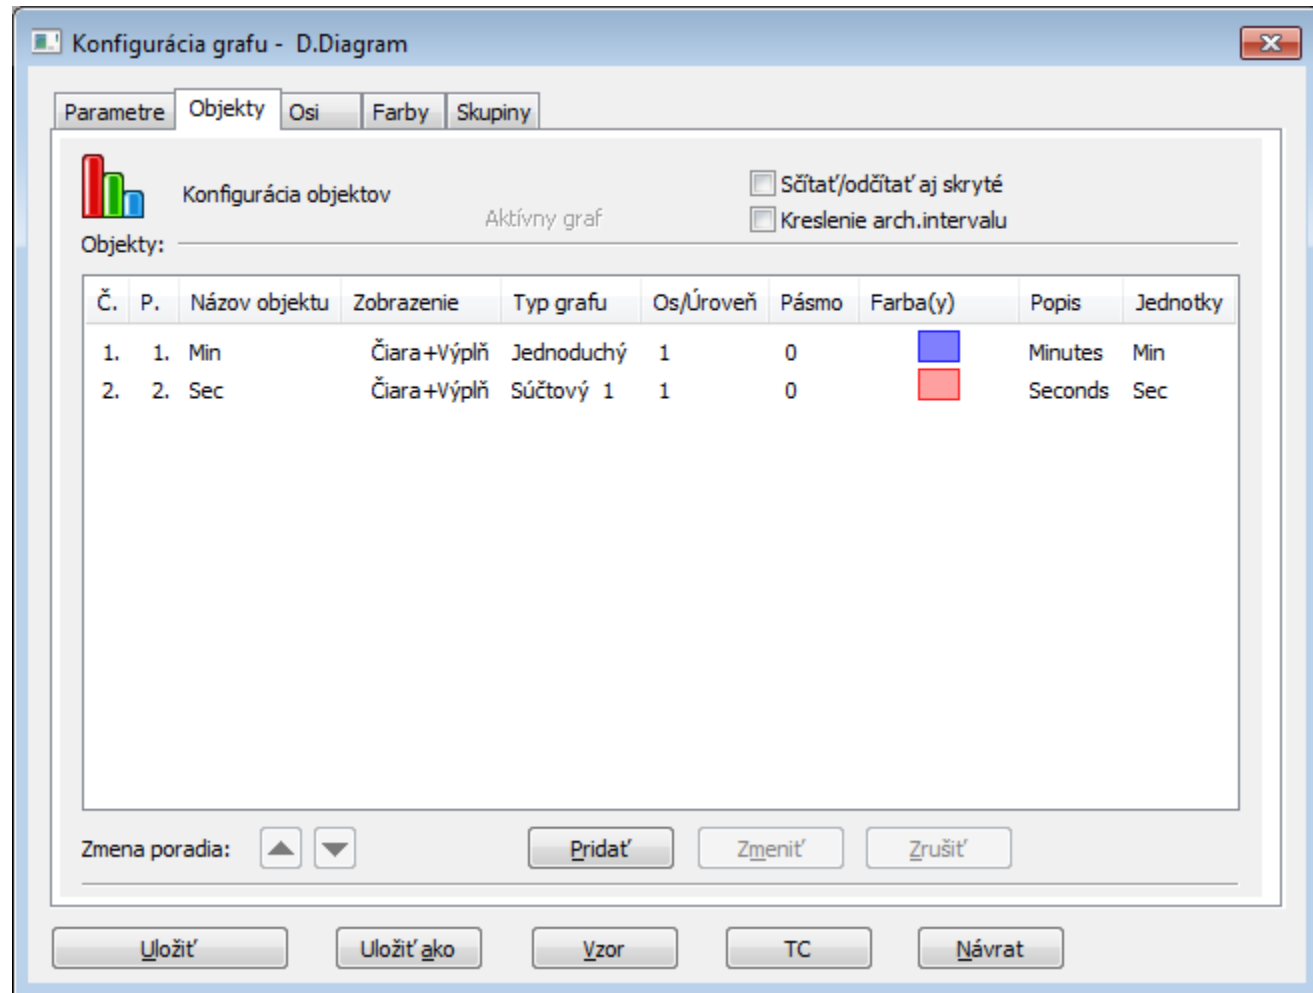 Konfigurácia grafu - D.Diagram
Parametre Objekty Osi Farby Skupiny
Konfigurácia objektov
Aktívny graf
Sčítať/odčítať aj skryté
Kreslenie arch.intervalu
Objekty:
Č. P. Názov objektu Zobrazenie Typ grafu Os/Úroveň Pásmo Farba(y) Popis Jednotky
1. 1. Min Čiara+Výplň Jednoduchý 1 0 Minutes Min
2. 2. Sec Čiara+Výplň Súčtový 1 1 0 Seconds Sec
Zmena poradia: Pridať Zmeniť Zrušiť
Uložiť Uložiť ako Vzor TC Návrat